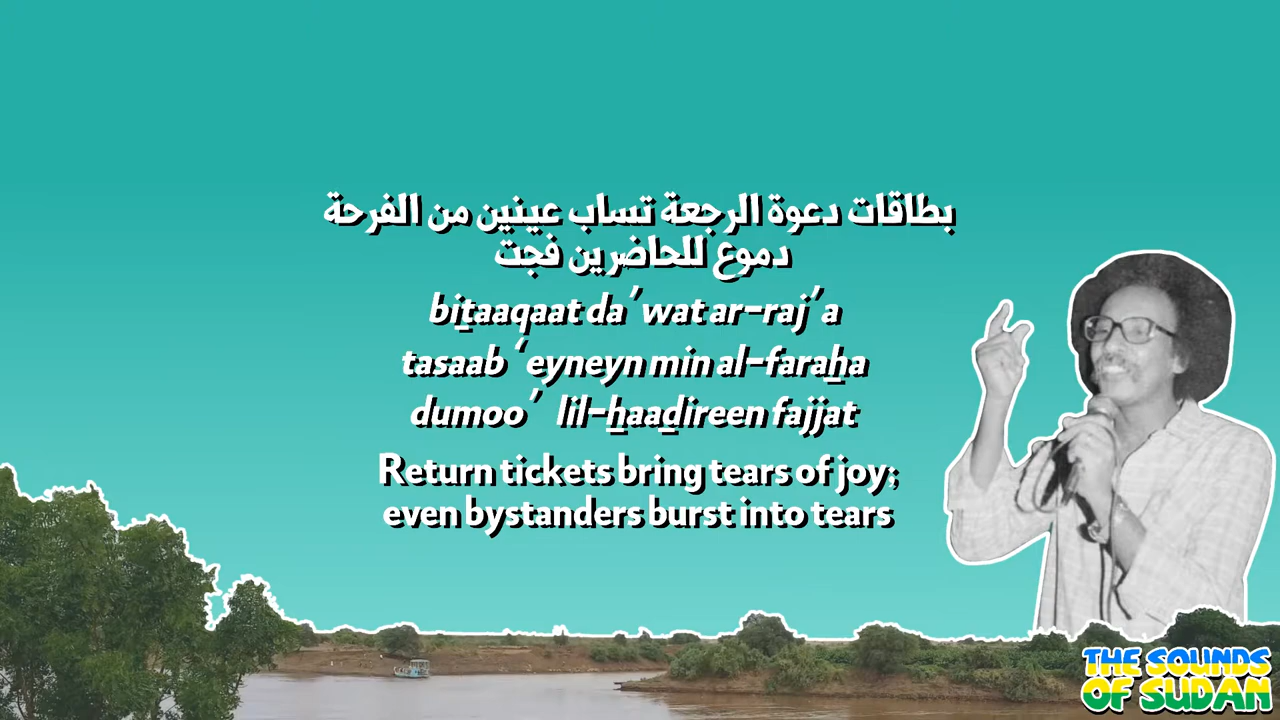 بطاقات دعوة الرجعة تساب عينين من الفرحة
دموع للحاضرين فجت
biṯaaqaat da'wat ar-raj'a
tasaab 'eyneyn min al-faraẖa
dumoo' lil-ẖaaḏireen fajjat
Return tickets bring tears of joy;
even bystanders burst into tears
THE SOUNDS
OF SUDAN